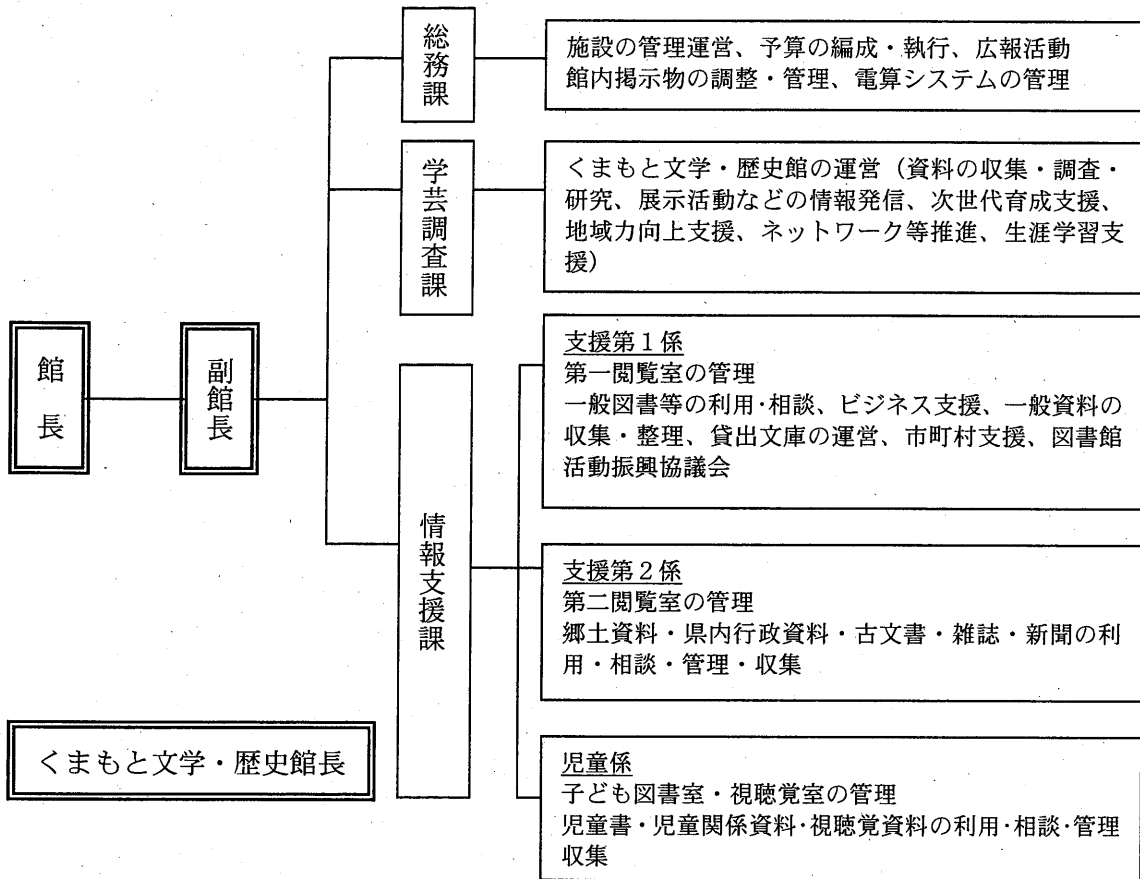 総務課
施設の管理運営、予算の編成・執行、広報活動
館内掲示物の調整・管理、電算システムの管理
学芸調査課
くまもと文学・歴史館の運営（資料の収集・調査・
研究、展示活動などの情報発信、次世代育成支援、
地域力向上支援、ネットワーク等推進、生涯学習支
援）
館長
副館長
情報支援課
支援第１係
第一閲覧室の管理
一般図書等の利用・相談、ビジネス支援、一般資料の
収集・整理、貸出文庫の運営、市町村支援、図書館
活動振興協議会
支援第２係
第二閲覧室の管理
郷土資料・県内行政資料・古文書・雑誌・新聞の利
用・相談・管理・収集
くまもと文学・歴史館長
児童係
子ども図書室・視聴覚室の管理
児童書・児童関係資料・視聴覚資料の利用・相談・管理
収集